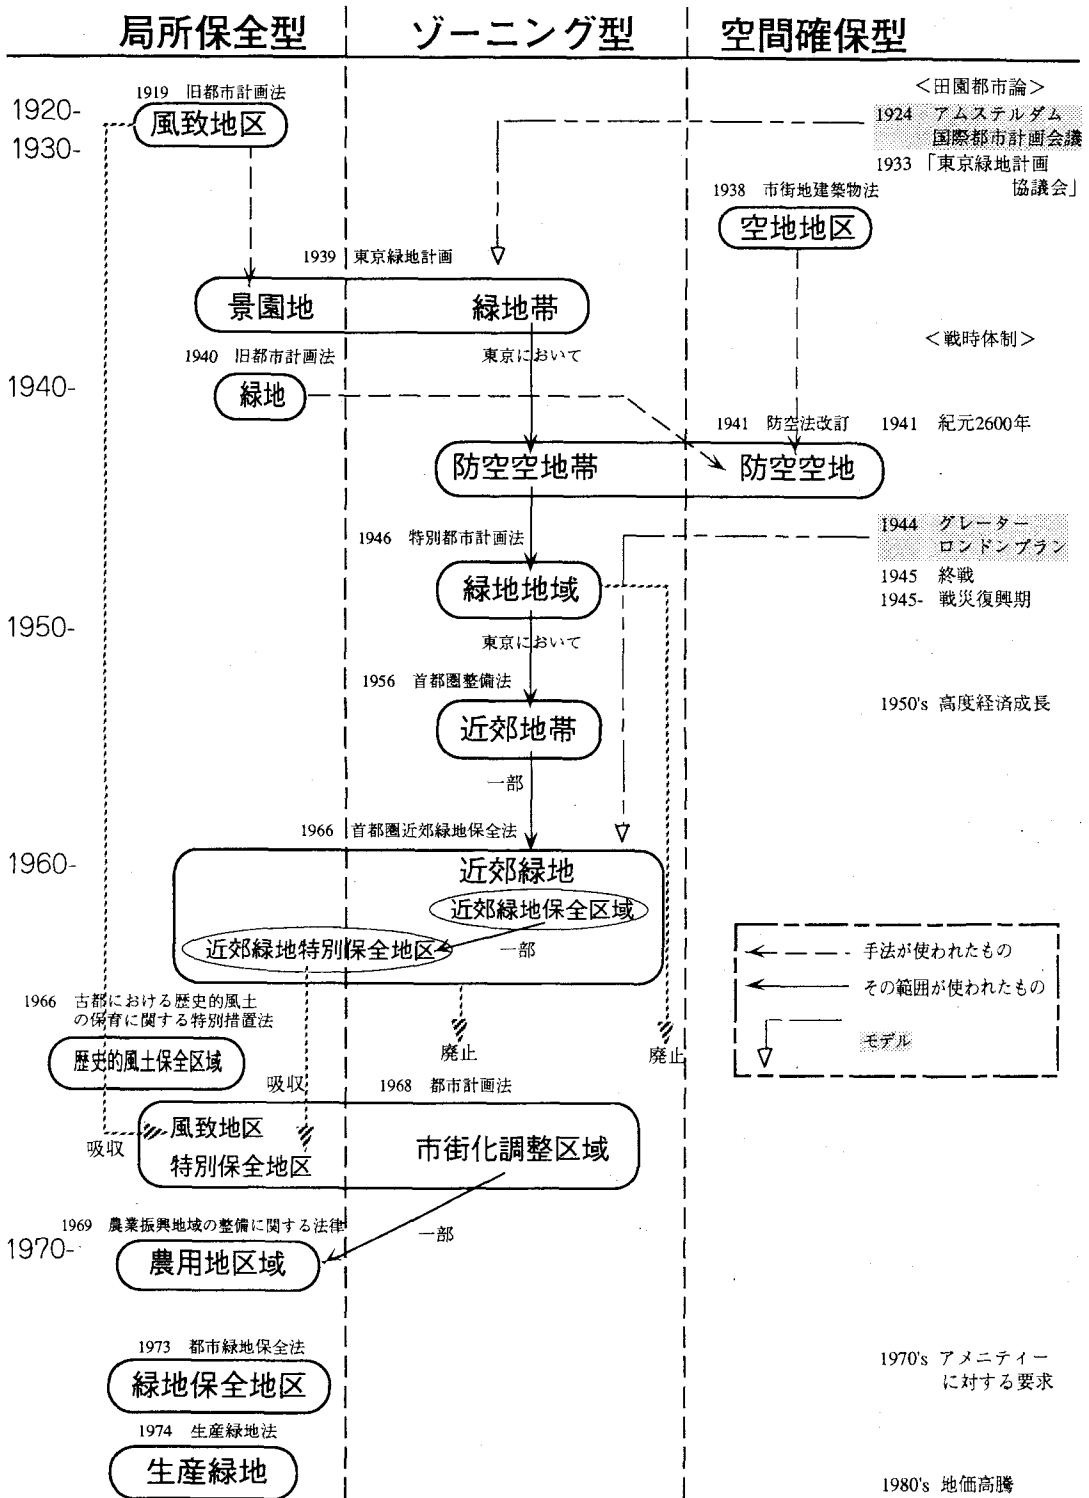 局所保全型 ゾーニング型 空間確保型
＜田園都市論＞
1919 旧都市計画法
1920-
風致地区
1924 アムステルダム
国際都市計画会議
1930-
1933 「東京緑地計画
協議会」
1938 市街地建築物法
空地地区
1939 東京緑地計画
景園地 緑地帯
＜戦時体制＞
1940 旧都市計画法
東京において
1940-
緑地
1941 防空法改訂
1941 紀元2600年
防空空地帯 防空空地
1944 グレーター
ロンドンプラン
1946 特別都市計画法
緑地地域
1945 終戦
1945- 戦災復興期
1950-
東京において
1956 首都圏整備法
近郊地帯
1950's 高度経済成長
一部
1966 首都圏近郊緑地保全法
1960-
近郊緑地
近郊緑地保全区域
近郊緑地特別保全地区
一部
手法が使われたもの
その範囲が使われたもの
モデル
1966 古都における歴史的風土
の保育に関する特別措置法
歴史的風土保全区域
廃止
廃止
吸収
1968 都市計画法
吸収
風致地区
特別保全地区
市街化調整区域
1969 農業振興地域の整備に関する法律
一部
1970-
農用地区域
1973 都市緑地保全法
緑地保全地区
1970's アメニティー
に対する要求
1974 生産緑地法
生産緑地
1980's 地価高騰